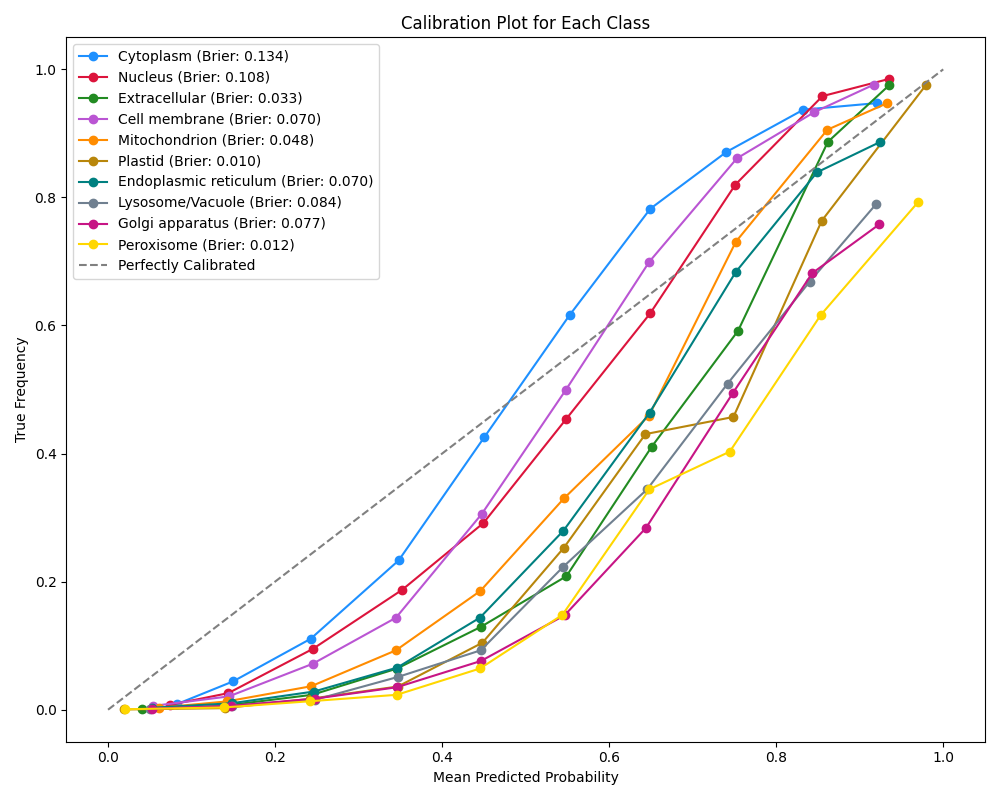 Calibration Plot for Each Class
Cytoplasm (Brier: 0.134)
Nucleus (Brier: 0.108)
Extracellular (Brier: 0.033)
Cell membrane (Brier: 0.070)
Mitochondrion (Brier: 0.048)
Plastid (Brier: 0.010)
Endoplasmic reticulum (Brier: 0.070)
Lysosome/Vacuole (Brier: 0.084)
Golgi apparatus (Brier: 0.077)
Peroxisome (Brier: 0.012)
Perfectly Calibrated
True Frequency
1.0
0.8
0.6
0.4
0.2
0.0
0.0 0.2 0.4 0.6 0.8 1.0
Mean Predicted Probability